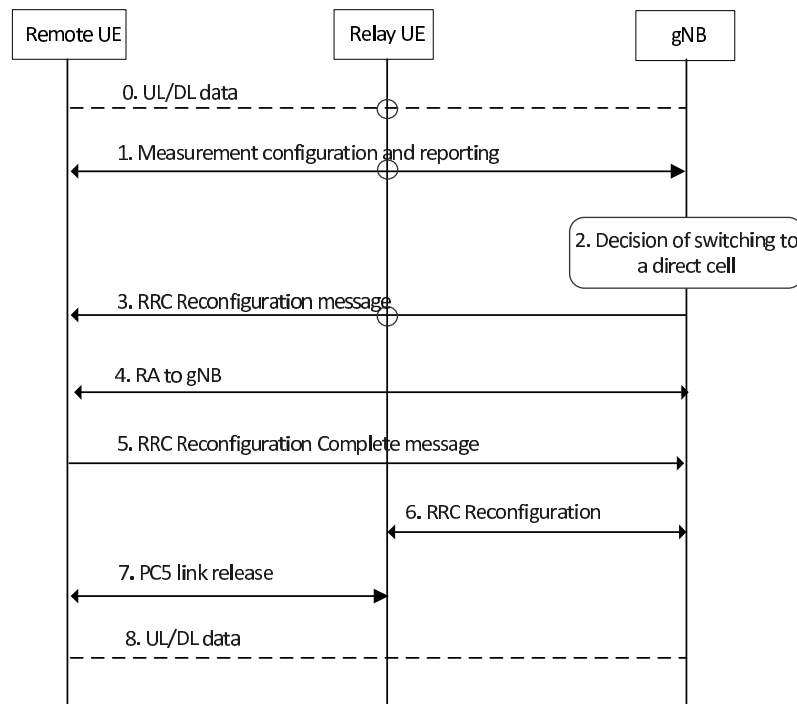 Remote UE
Relay UE
gNB
0. UL/DL data
1. Measurement configuration and reporting
2. Decision of switching to
a direct cell
3. RRC Reconfiguration message
4. RA to gNB
5. RRC Reconfiguration Complete message
6. RRC Reconfiguration
7. PC5 link release
8. UL/DL data